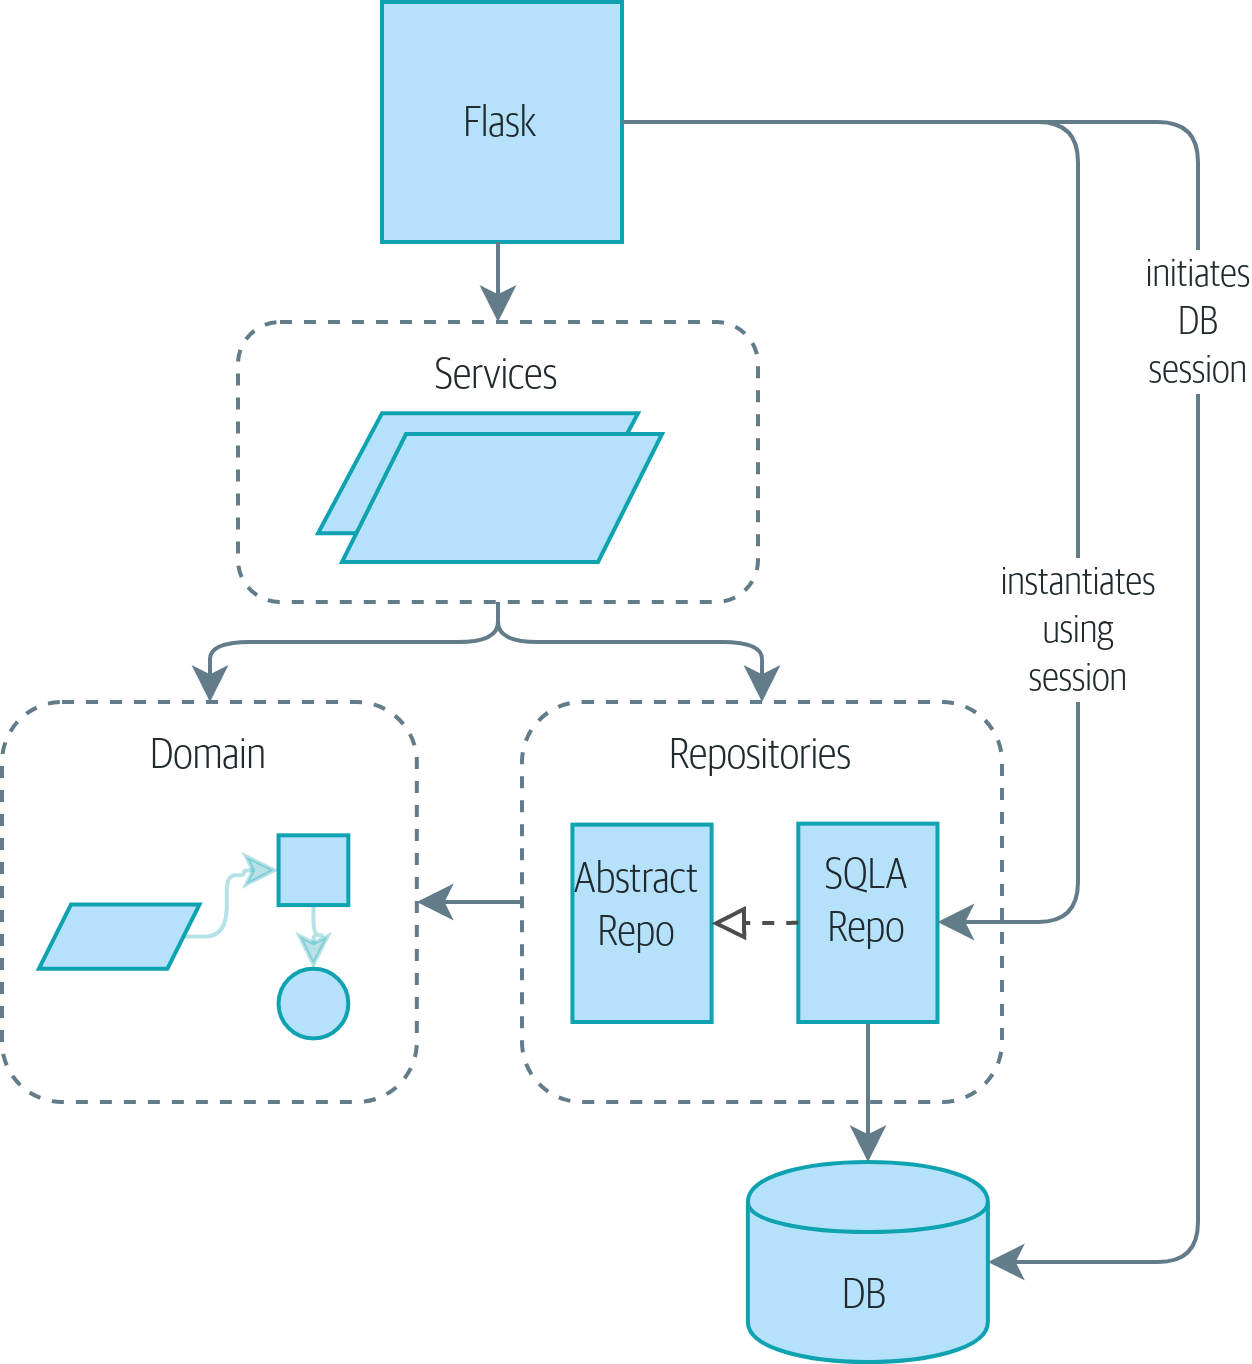 Flask
initiates
DB
session
Services
instantiates
using
session
Domain
Repositories
Abstract
Repo
SQLA
Repo
DB